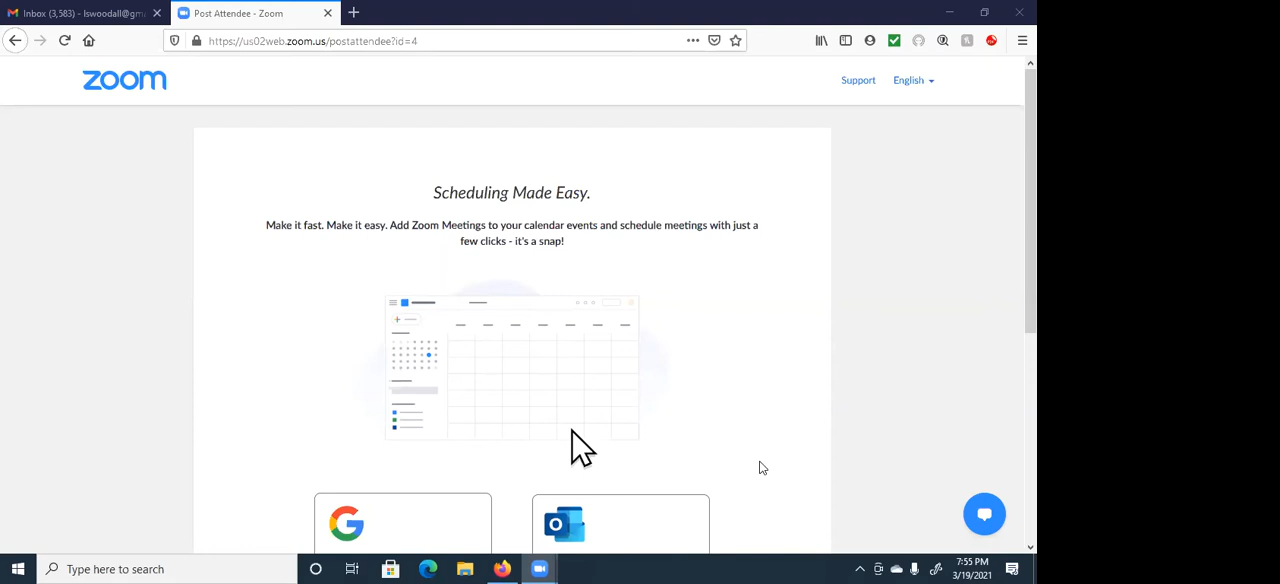 Inbox (3,583) - lswoodall@gm
Post Attendee - Zoom
https://us02web.zoom.us/postattendee?id=4
zoom
Support
English
Scheduling Made Easy.
Make it fast. Make it easy. Add Zoom Meetings to your calendar events and schedule meetings with just a
few clicks - it's a snap!
Type here to search
7:55 PM
3/19/2021